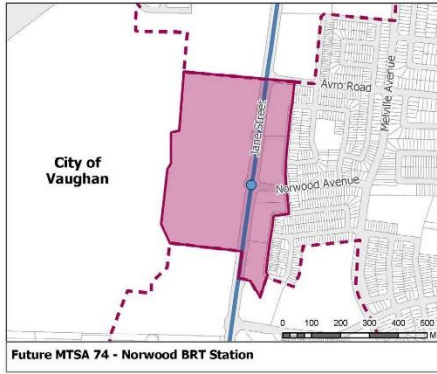 Avro Road
Melville Avenue
Jane Street
City of
Vaughan
Norwood Avenue
0 100 200 300 400 500
M
Future MTSA 74 - Norwood BRT Station